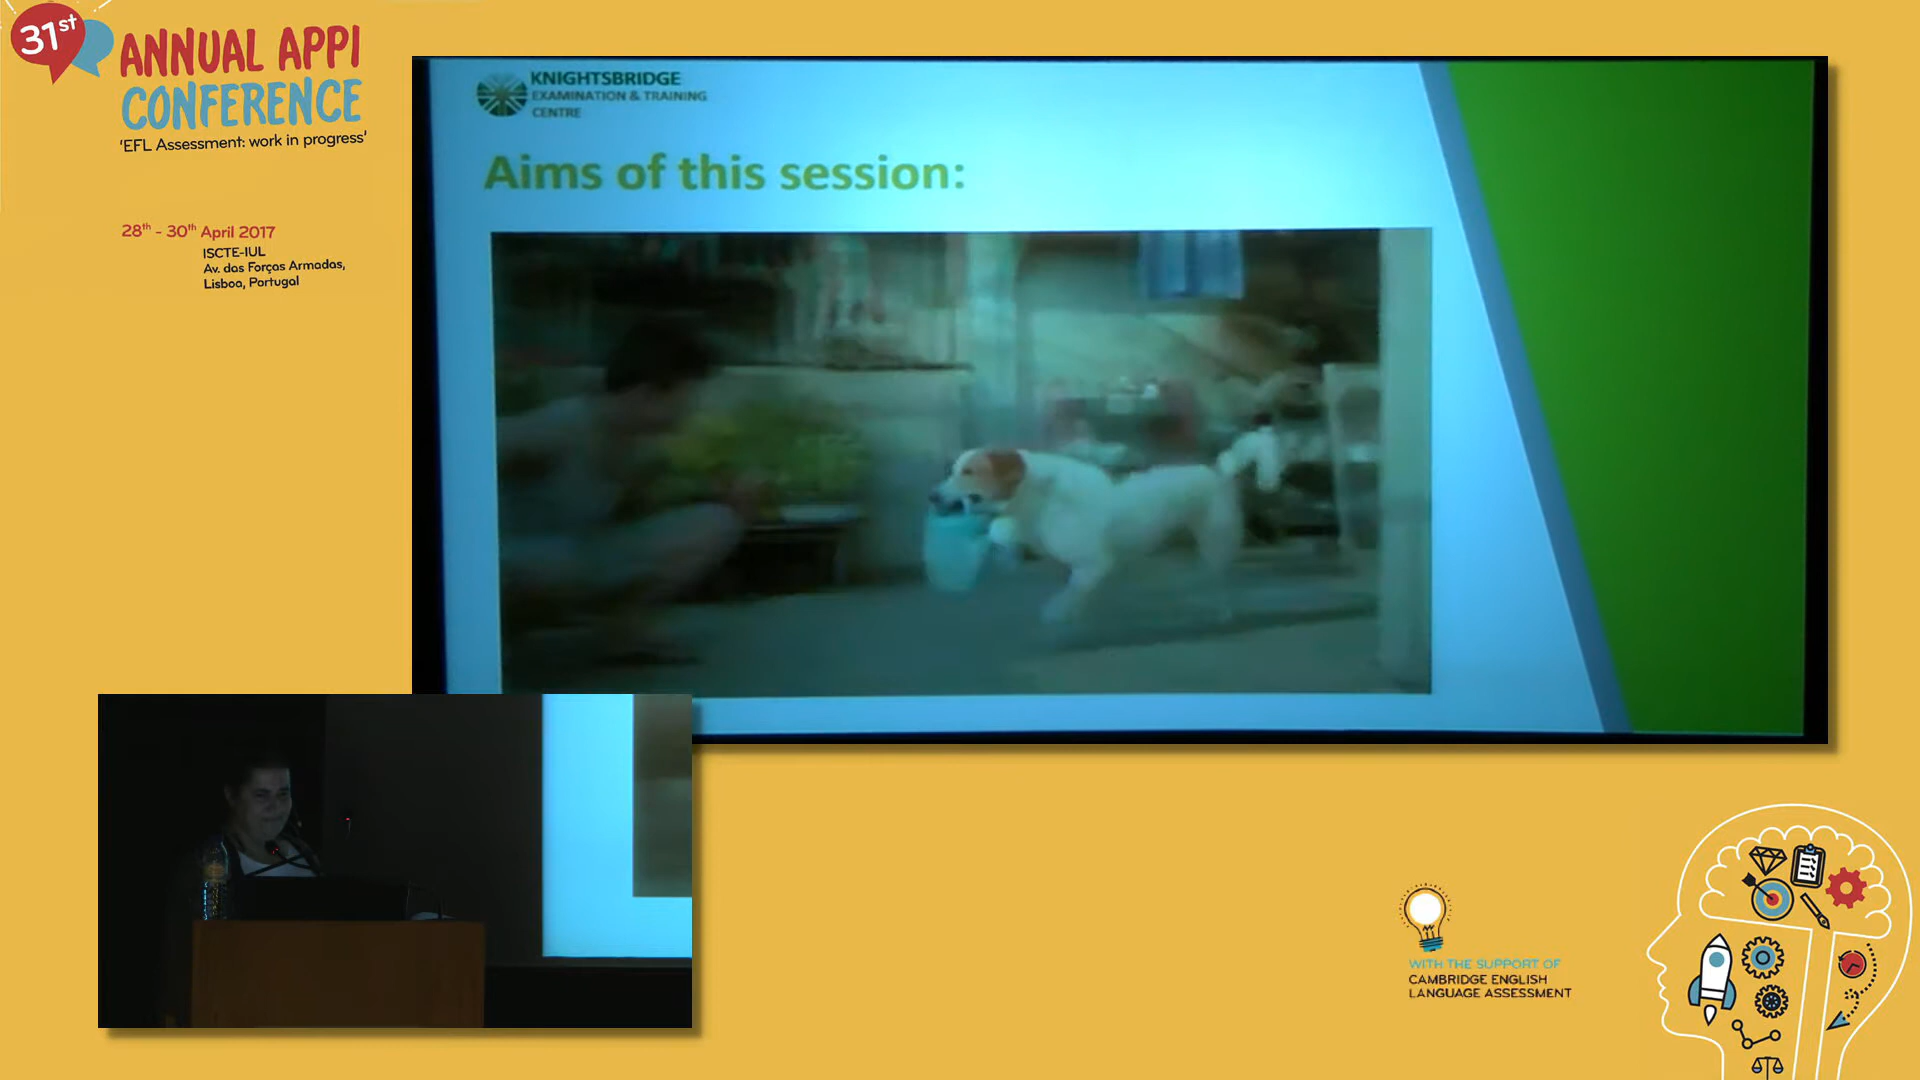 31st
ANNUAL APPI
CONFERENCE
'EFL Assessment: work in progress'
28th - 30th April 2017
ISCTE-IUL
Av. das Forças Armadas,
Lisboa, Portugal
KNIGHTSBRIDGE
EXAMINATION & TRAINING
CENTRE
Aims of this session:
WITH THE SUPPORT OF
CAMBRIDGE ENGLISH
LANGUAGE ASSESSMENT